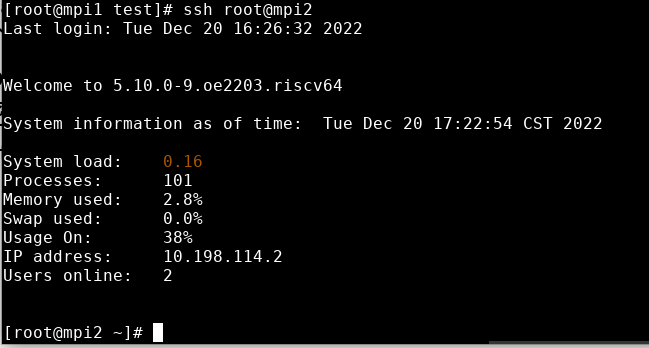 [root@mpi1 test]# ssh root@mpi2
Last login: Tue Dec 20 16:26:32 2022
Welcome to 5.10.0-9.oe2203.riscv64
System information as of time:  Tue Dec 20 17:22:54 CST 2022
System load:    0.16
Processes:      101
Memory used:    2.8%
Swap used:      0.0%
Usage On:       38%
IP address:     10.198.114.2
Users online:   2
[root@mpi2 ~]#